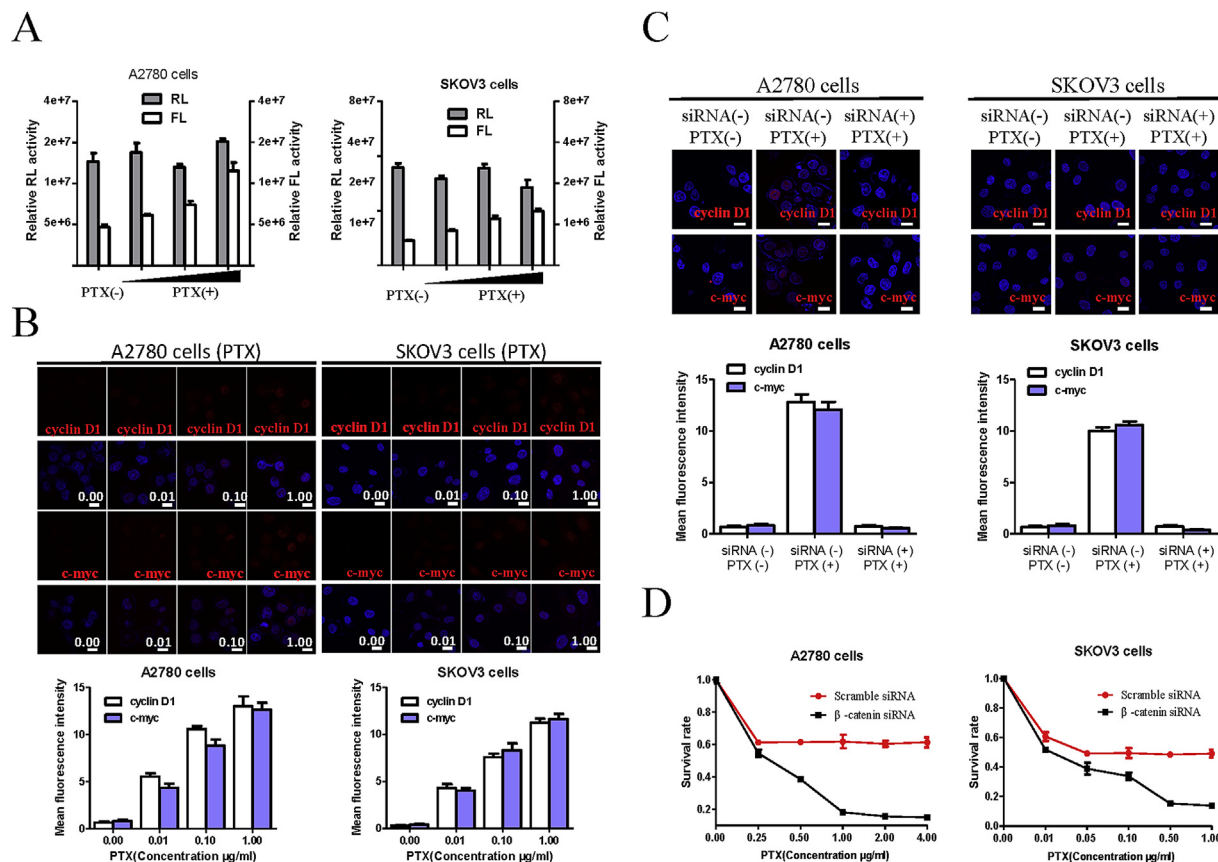 A
A2780 cells
RL
FL
Relative RL activity
4e+7
2e+7
1e+7
5e+6
Relative FL activity
4e+7
2e+7
1e+7
5e+6
PTX(-)
PTX(+)
SKOV3 cells
RL
FL
Relative RL activity
8e+7
4e+7
2e+7
1e+7
Relative FL activity
8e+7
4e+7
2e+7
1e+6
PTX(-)
PTX(+)
B
A2780 cells (PTX)
SKOV3 cells (PTX)
cyclin D1 cyclin D1 cyclin D1 cyclin D1 cyclin D1 cyclin D1 cyclin D1 cyclin D1
0.00 0.01 0.10 1.00 0.00 0.01 0.10 1.00
c-myc c-myc c-myc c-myc c-myc c-myc c-myc c-myc
0.00 0.01 0.10 1.00 0.00 0.01 0.10 1.00
A2780 cells
cyclin D1
c-myc
Mean fluorescence intensity
15
10
5
0
0.00 0.01 0.10 1.00
PTX(Concentration µg/ml)
SKOV3 cells
cyclin D1
c-myc
Mean fluorescence intensity
15
10
5
0
0.00 0.01 0.10 1.00
PTX(Concentration µg/ml)
C
A2780 cells
SKOV3 cells
siRNA(-) siRNA(-) siRNA(+) siRNA(-) siRNA(-) siRNA(+)
PTX(-) PTX(+) PTX(+) PTX(-) PTX(+) PTX(+)
cyclin D1 cyclin D1 cyclin D1 cyclin D1 cyclin D1 cyclin D1
c-myc c-myc c-myc c-myc c-myc c-myc
A2780 cells
cyclin D1
c-myc
Mean fluorescence intensity
15
10
5
0
siRNA (-) siRNA (-) siRNA (+)
PTX (-) PTX (+) PTX (+)
SKOV3 cells
cyclin D1
c-myc
Mean fluorescence intensity
15
10
5
0
siRNA (-) siRNA (-) siRNA (+)
PTX (-) PTX (+) PTX (+)
D
A2780 cells
Scramble siRNA
β -catenin siRNA
Survival rate
1.0
0.8
0.6
0.4
0.2
0.00 0.25 0.50 1.00 2.00 4.00
PTX(Concentration µg/ml)
SKOV3 cells
Scramble siRNA
β -catenin siRNA
Survival rate
1.0
0.8
0.6
0.4
0.2
0.0
0.00 0.01 0.05 0.10 0.50 1.00
PTX(Concentration µg/ml)